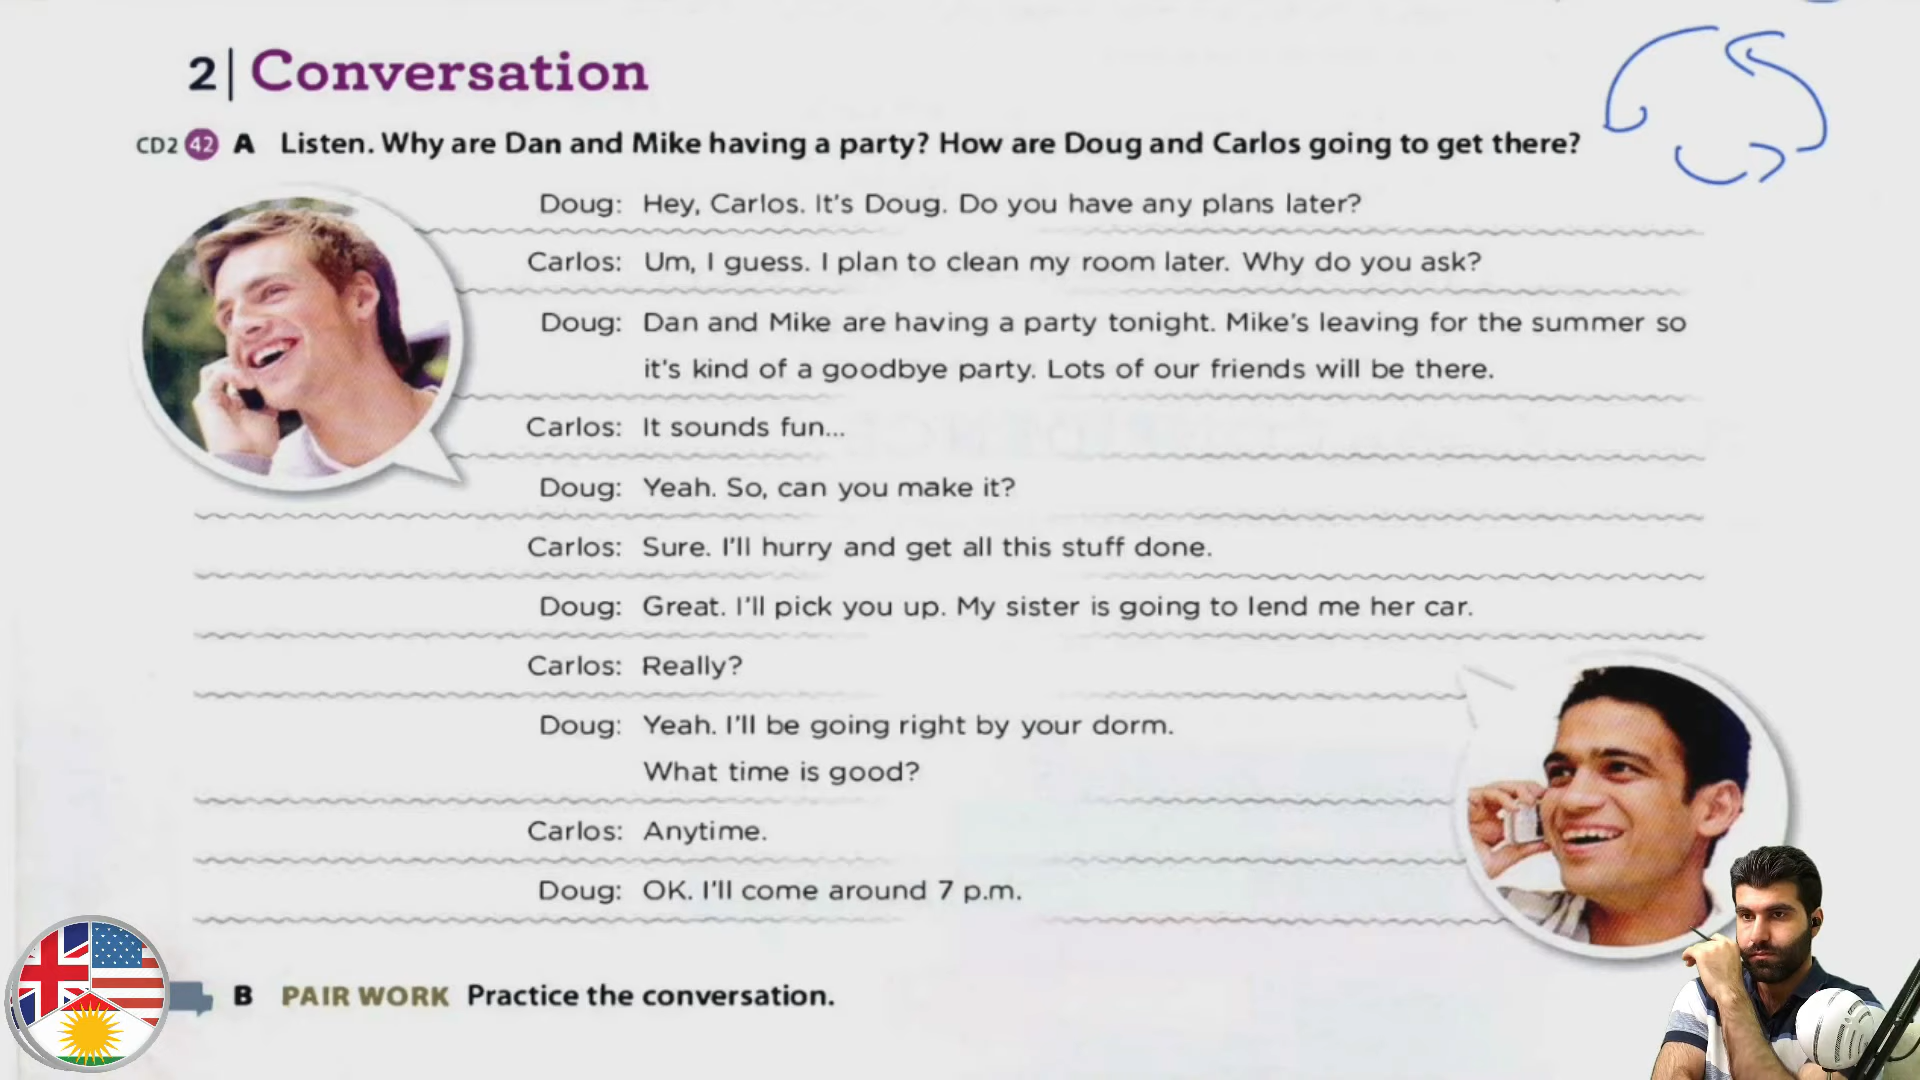 2 | Conversation
CD2 42 A Listen. Why are Dan and Mike having a party? How are Doug and Carlos going to get there?
Doug: Hey, Carlos. It's Doug. Do you have any plans later?
Carlos: Um, I guess. I plan to clean my room later. Why do you ask?
Doug: Dan and Mike are having a party tonight. Mike's leaving for the summer so
it's kind of a goodbye party. Lots of our friends will be there.
Carlos: It sounds fun...
Doug: Yeah. So, can you make it?
Carlos: Sure. I'll hurry and get all this stuff done.
Doug: Great. I'll pick you up. My sister is going to lend me her car.
Carlos: Really?
Doug: Yeah. I'll be going right by your dorm.
What time is good?
Carlos: Anytime.
Doug: OK. I'll come around 7 p.m.
B PAIR WORK Practice the conversation.